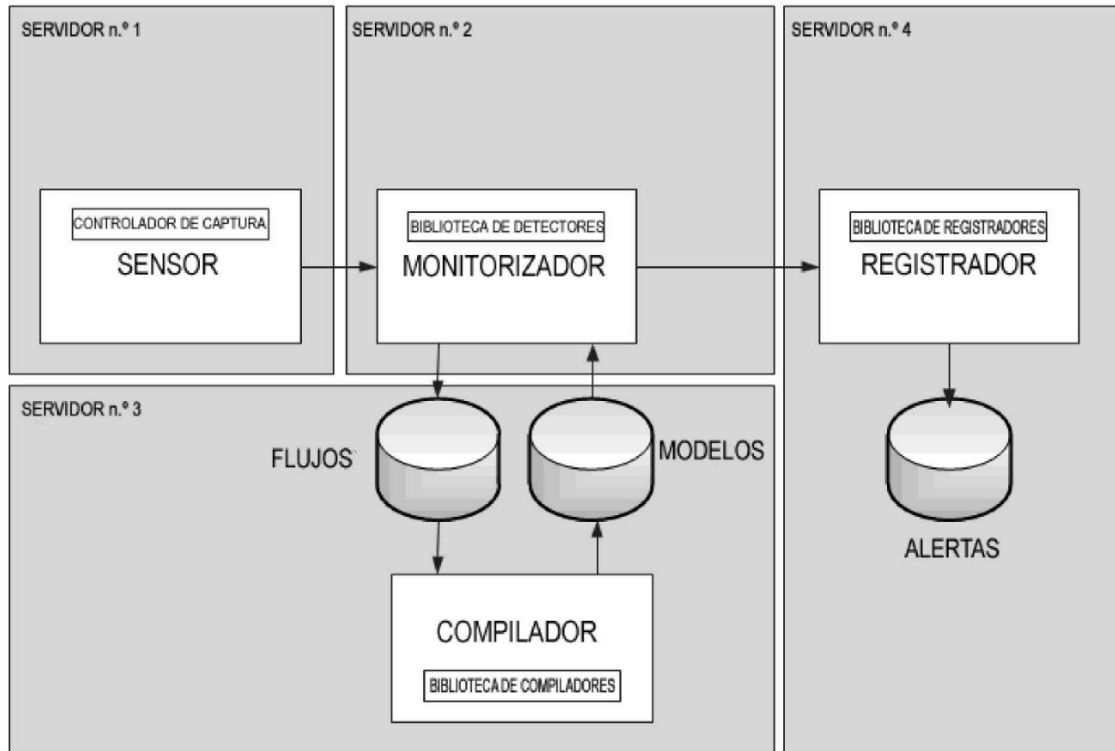 SERVIDOR n.º 1
SERVIDOR n.º 2
SERVIDOR n.º 4
CONTROLADOR DE CAPTURA
SENSOR
BIBLIOTECA DE DETECTORES
MONITORIZADOR
BIBLIOTECA DE REGISTRADORES
REGISTRADOR
SERVIDOR n.º 3
FLUJOS
MODELOS
ALERTAS
COMPILADOR
BIBLIOTECA DE COMPILADORES